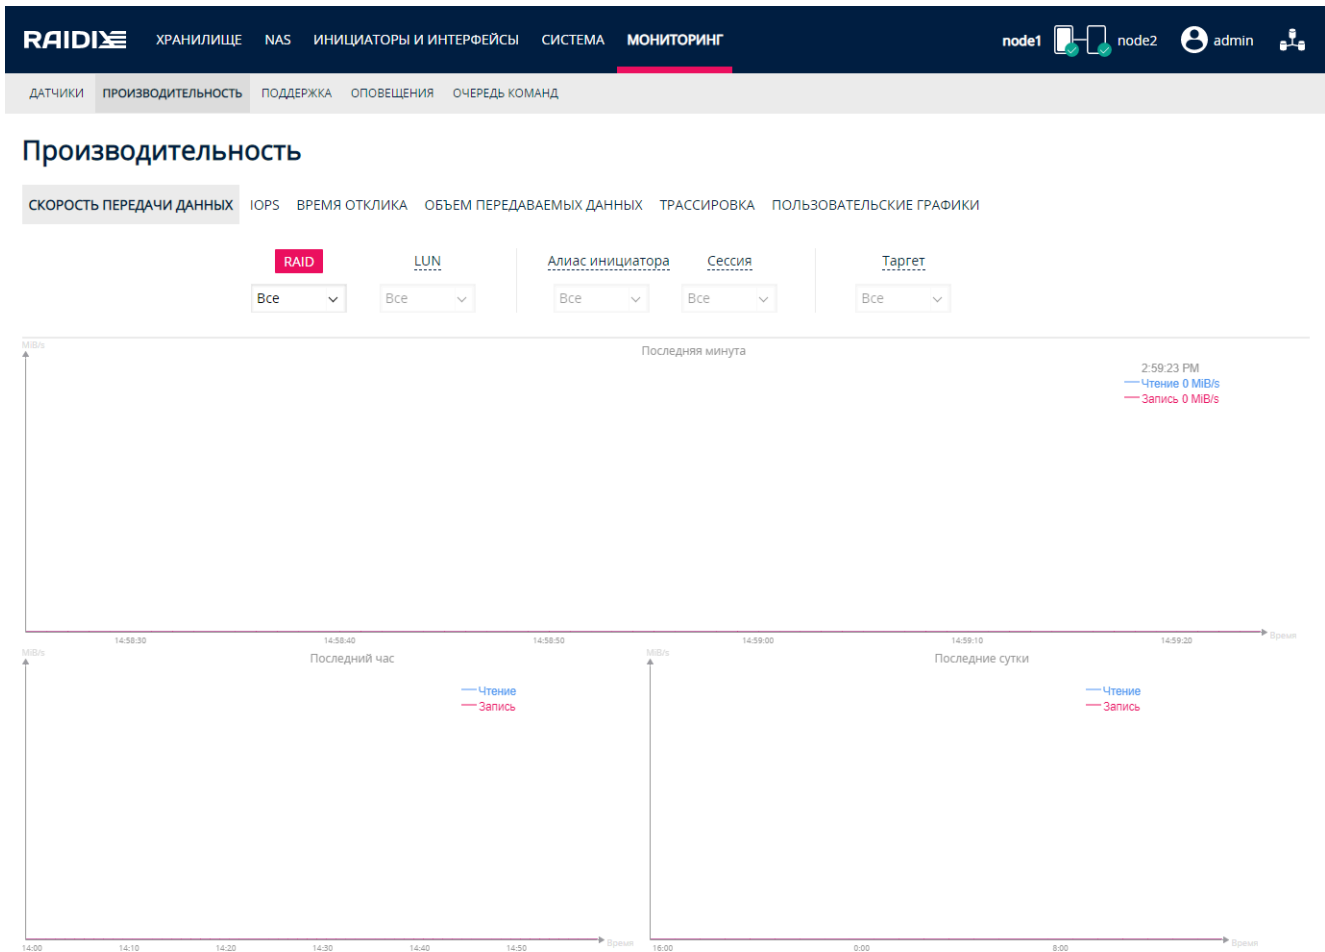 RAIDIX ХРАНИЛИЩЕ NAS ИНИЦИАТОРЫ И ИНТЕРФЕЙСЫ СИСТЕМА МОНИТОРИНГ node1 node2 admin
ДАТЧИКИ ПРОИЗВОДИТЕЛЬНОСТЬ ПОДДЕРЖКА ОПОВЕЩЕНИЯ ОЧЕРЕДЬ КОМАНД
Производительность
СКОРОСТЬ ПЕРЕДАЧИ ДАННЫХ IOPS ВРЕМЯ ОТКЛИКА ОБЪЕМ ПЕРЕДАВАЕМЫХ ДАННЫХ ТРАССИРОВКА ПОЛЬЗОВАТЕЛЬСКИЕ ГРАФИКИ
RAID LUN Алиас инициатора Сессия Таргет
Все Все Все Все Все
MiB/s Последняя минута
2:59:23 PM
Чтение 0 MiB/s
Запись 0 MiB/s
14:58:30 14:58:40 14:58:50 14:59:00 14:59:10 14:59:20 Время
MiB/s Последний час MiB/s Последние сутки
Чтение Чтение
Запись Запись
14:00 14:10 14:20 14:30 14:40 14:50 Время 16:00 0:00 8:00 Время